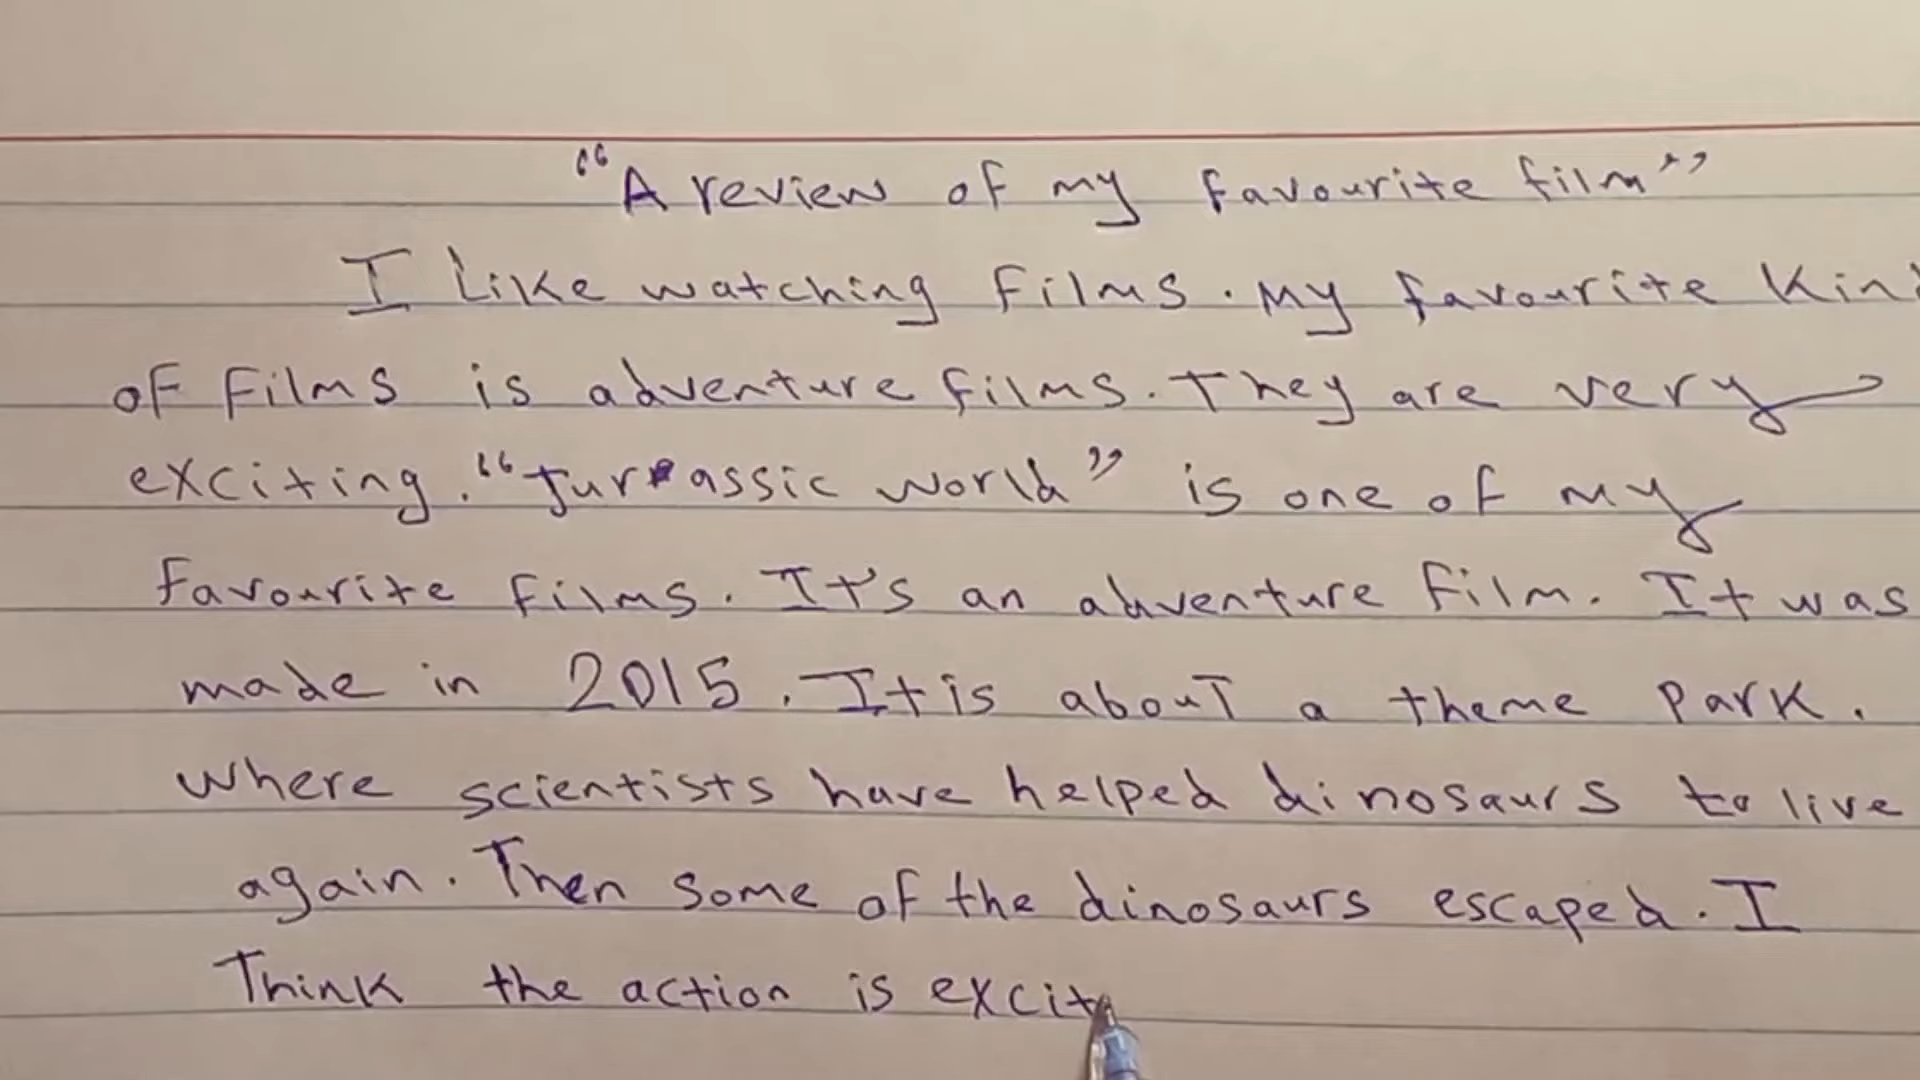 “A review of my favourite film”
I Like watching films. My favourite kind
of films is adventure films. They are very
exciting. “Jurassic world” is one of my
favourite films. It's an adventure film. It was
made in 2015. It is about a theme park.
where scientists have helped dinosaurs to live
again. Then some of the dinosaurs escaped. I
Think the action is excit